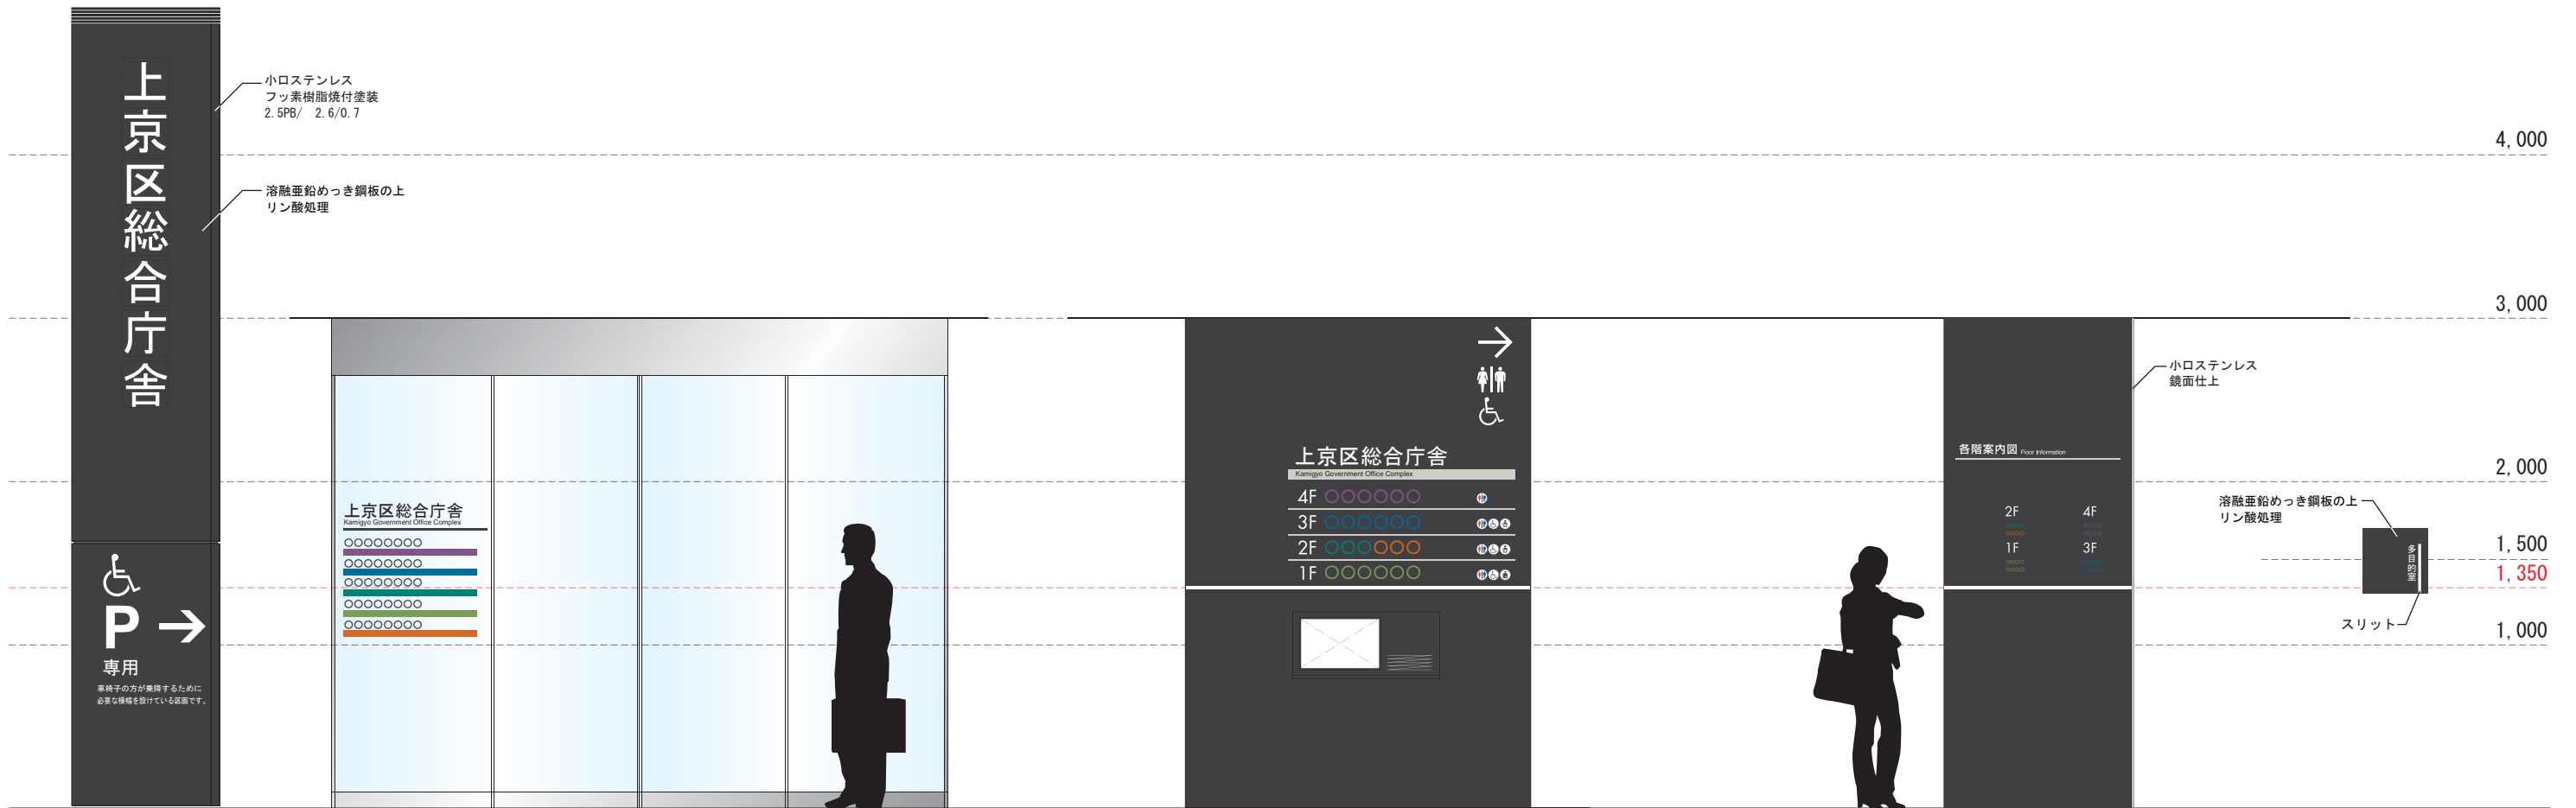 上京区総合庁舎
小口ステンレス
フッ素樹脂焼付塗装
2.5PB/ 2.6/0.7
溶融亜鉛めっき鋼板の上
リン酸処理
P →
専用
車椅子の方が乗降するために
必要な横幅を設けている区画です。
上京区総合庁舎
Kamigyo Government Office Complex
○○○○○○○○
○○○○○○○○
○○○○○○○○
○○○○○○○○
○○○○○○○○
→
上京区総合庁舎
Kamigyo Government Office Complex
4F ○○○○○○
3F ○○○○○○
2F ○○○○○○
1F ○○○○○○
各階案内図 Floor Information
2F 4F
○○○○ ○○○○
○○○○ ○○○○
1F 3F
○○○○ ○○○○
○○○○ ○○○○
小口ステンレス
鏡面仕上
溶融亜鉛めっき鋼板の上
リン酸処理
多目的室
スリット
4,000
3,000
2,000
1,500
1,350
1,000